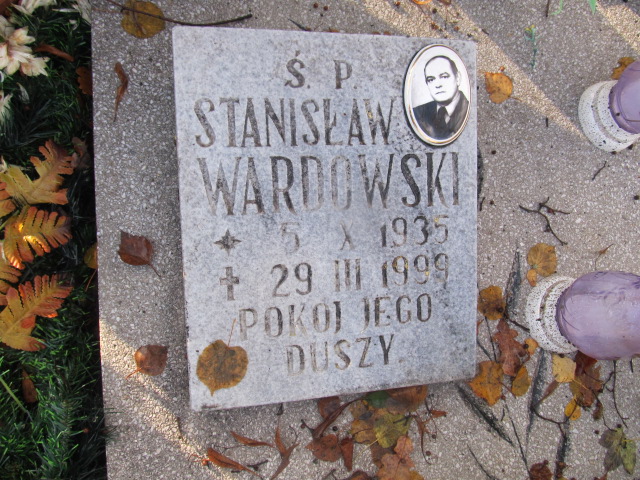 Ś. P.
STANISŁAW
WARDOWSKI
5 X 1935
29 III 1999
POKOJ JEGO
DUSZY